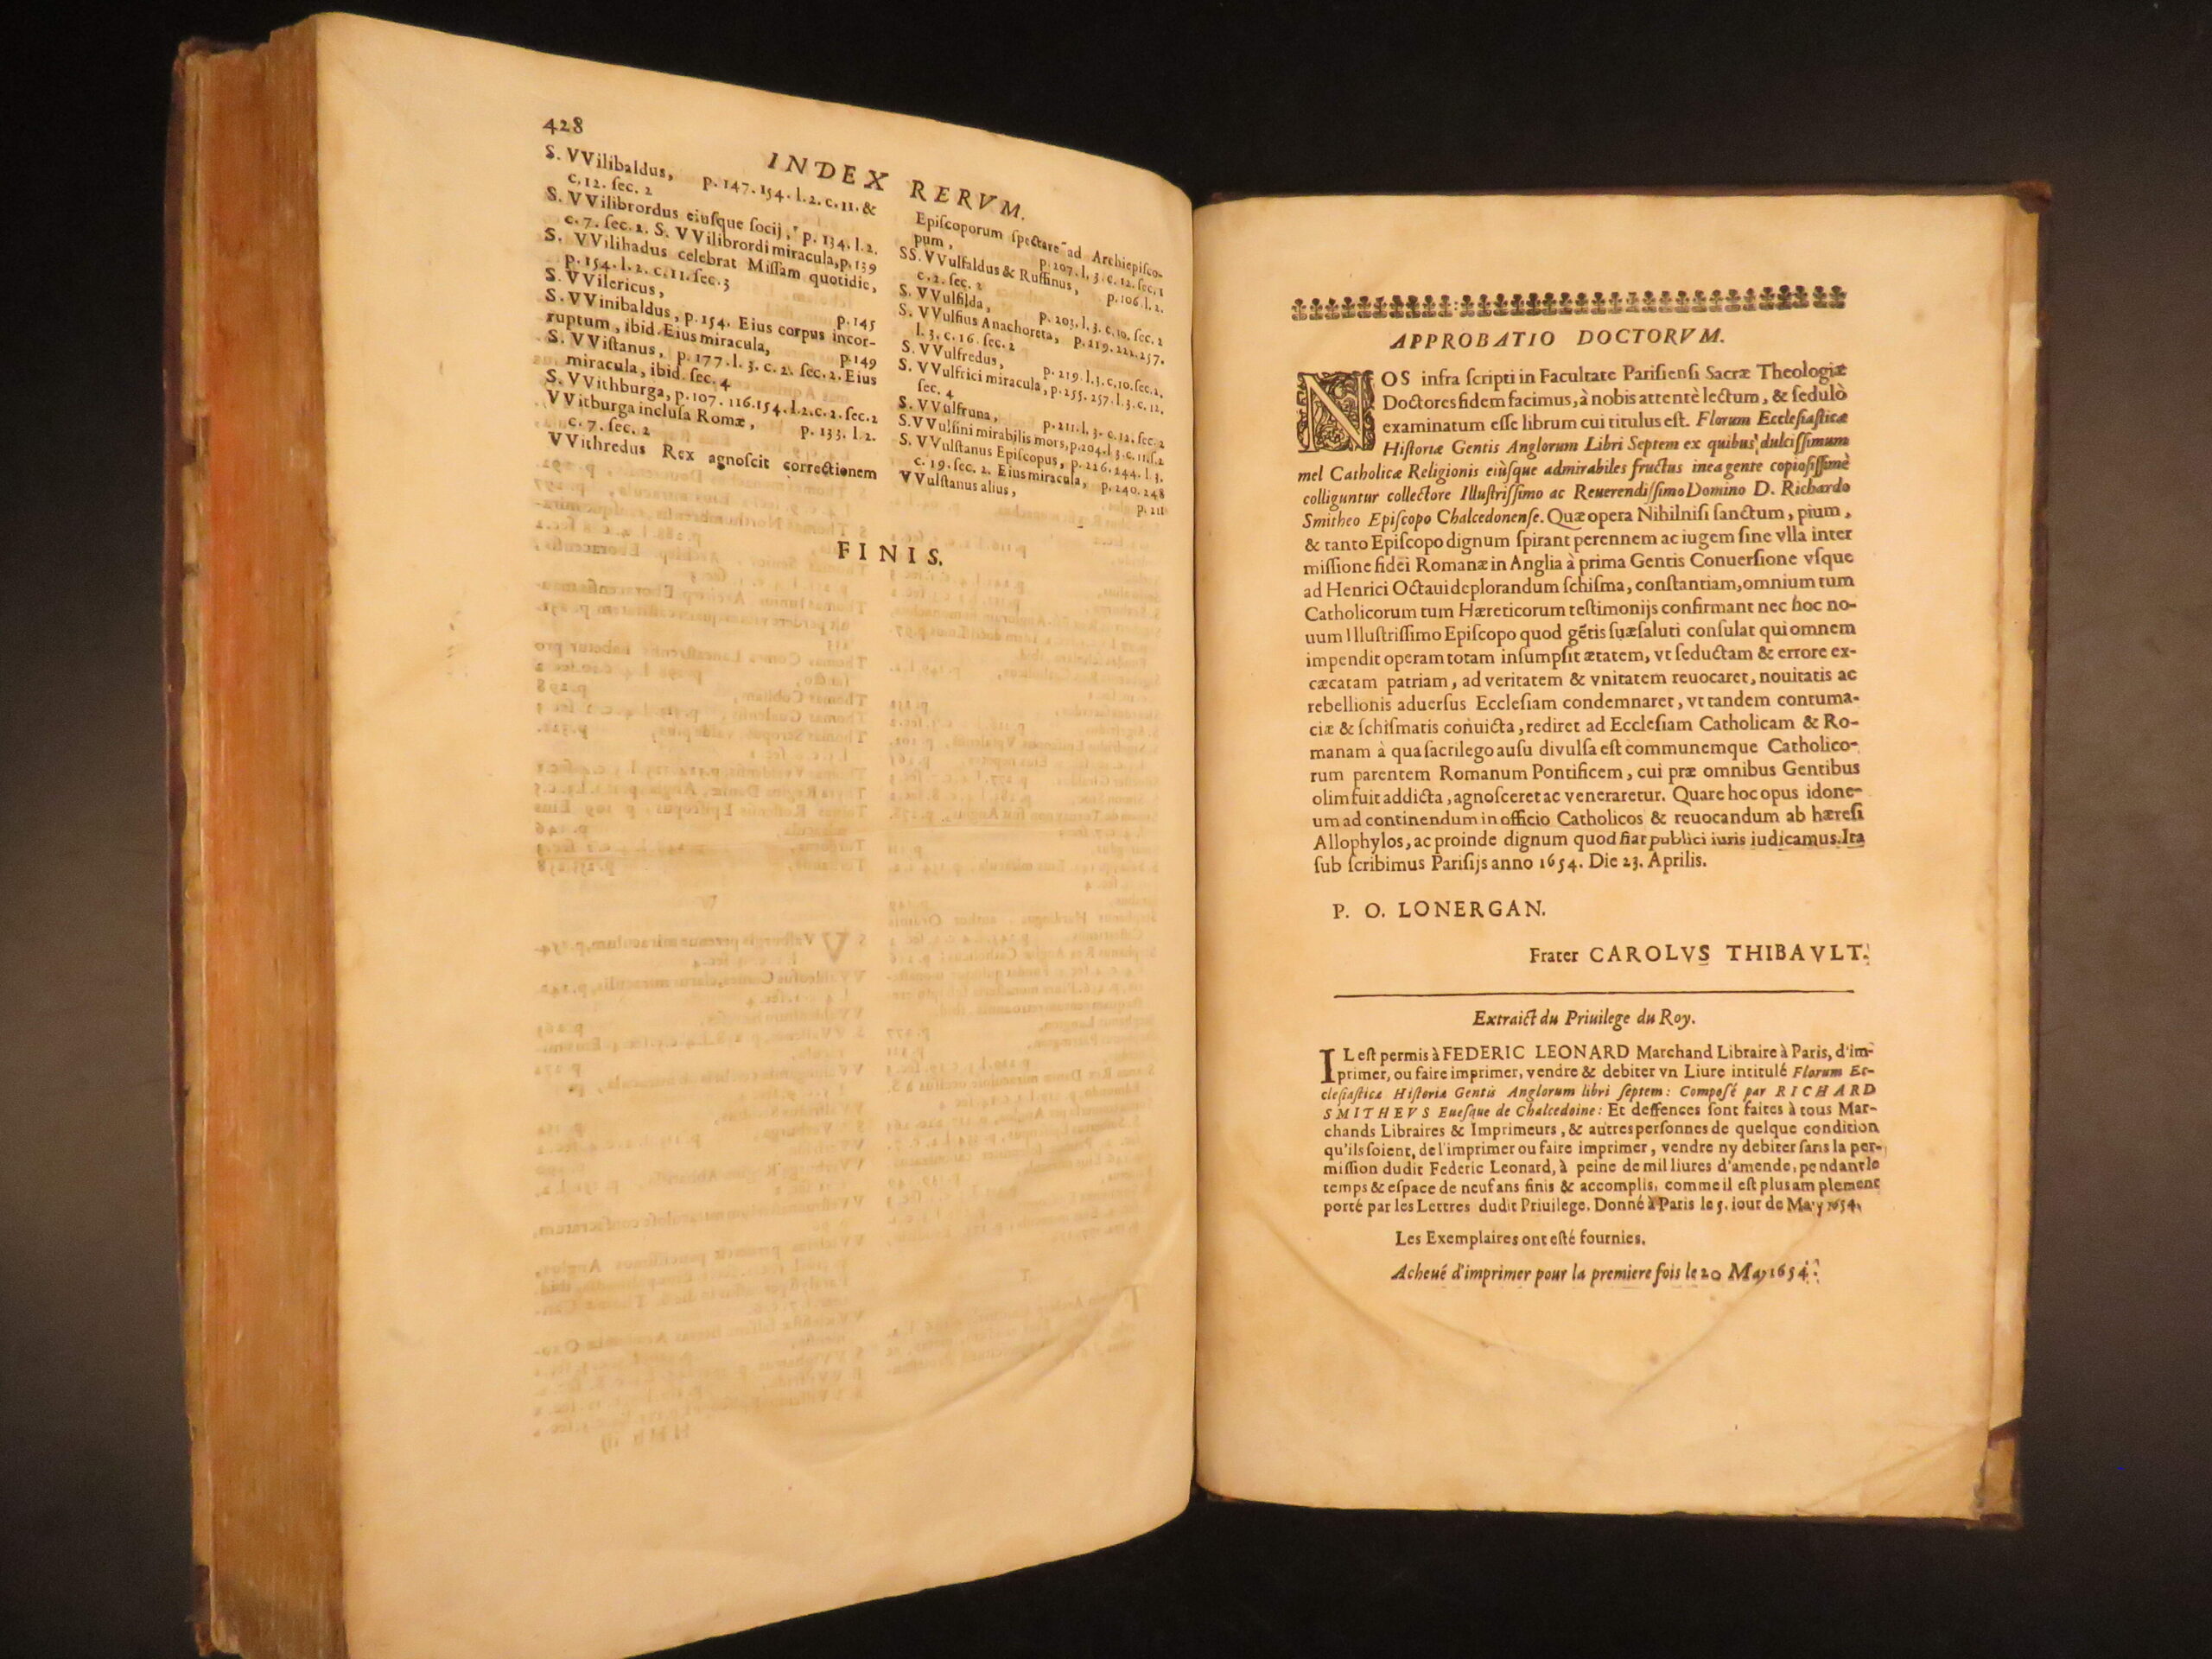 428
INDEX RERVM.
S. VVilibaldus, p. 147. 154. l. 2. c. 11. &
c. 12. ſec. 2
S. VVilibrordus eiuſque ſocij, p. 134. l. 2.
c. 7. ſec. 2. S. VVilibrordi miracula, p. 139
S. VVilihadus celebrat Miſſam quotidie,
p. 154. l. 2. c. 11. ſec. 3
S. VVilericus, p. 145
S. VVinibaldus, p. 154. Eius corpus incor-
ruptum, ibid. Eius miracula, p. 149
S. VViſtanus, p. 177. l. 3. c. 2. ſec. 2. Eius
miracula, ibid. ſec. 4
S. VVithburga, p. 107. 116. 154. l. 2. c. 2. ſec. 2
VVitburga incluſa Romæ, p. 133. l. 2.
c. 7. ſec. 2
VVithredus Rex agnoſcit correctionem
Epiſcoporum ſpectare ad Archiepiſco-
pum, p. 207. l. 3. c. 12. ſec. 1
SS. VVulfaldus & Ruffinus, p. 106. l. 2.
c. 2. ſec. 2
S. VVulfilda, p. 203. l. 3. c. 10. ſec. 2
S. VVulfius Anachoreta, p. 219. 222. 257.
l. 3. c. 16. ſec. 2
S. VVulfredus, p. 219. l. 3. c. 10. ſec. 2.
S. VVulfrici miracula, p. 255. 257. l. 3. c. 12.
ſec. 4
S. VVulfruna, p. 211. l. 3. c. 12. ſec. 2
S. VVulſini mirabilis mors, p. 204. l. 3. c. 11. ſ. 2
S. VVulſtanus Epiſcopus, p. 226. 244. l. 3.
c. 19. ſec. 2. Eius miracula, p. 240. 248
VVulſtanus alius, p. 211
FINIS.
APPROBATIO DOCTORVM.
NOS infra ſcripti in Facultate Pariſienſi Sacræ Theologiæ
Doctores fidem facimus, à nobis attentè lectum, & ſedulò
examinatum eſſe librum cui titulus eſt. Florum Eccleſiaſticæ
Hiſtoriæ Gentis Anglorum Libri Septem ex quibus dulciſſimum
mel Catholicæ Religionis eiùſque admirabiles fructus in ea gente copioſiſſimè
colliguntur collectore Illuſtriſſimo ac Reuerendiſſimo Domino D. Richardo
Smitheo Epiſcopo Chalcedonenſe. Quæ opera Nihil niſi ſanctum, pium,
& tanto Epiſcopo dignum ſpirant perennem ac iugem ſine vlla inter
miſſione fidei Romanæ in Anglia à prima Gentis Conuerſione vſque
ad Henrici Octaui deplorandum ſchiſma, conſtantiam, omnium tum
Catholicorum tum Hæreticorum teſtimonijs confirmant nec hoc no-
uum Illuſtriſſimo Epiſcopo quod gẽtis ſuæ ſaluti conſulat qui omnem
impendit operam totam inſumpſit ætatem, vt ſeductam & errore ex-
cæcatam patriam, ad veritatem & vnitatem reuocaret, nouitatis ac
rebellionis aduerſus Eccleſiam condemnaret, vt tandem contuma-
ciæ & ſchiſmatis conuicta, rediret ad Eccleſiam Catholicam & Ro-
manam à qua ſacrilego auſu diuulſa eſt communemque Catholico-
rum parentem Romanum Pontificem, cui præ omnibus Gentibus
olim fuit addicta, agnoſceret ac veneraretur. Quare hoc opus idone-
um ad continendum in officio Catholicos & reuocandum ab hæreſi
Allophylos, ac proinde dignum quod fiat publici iuris iudicamus. Ita
ſub ſcribimus Pariſijs anno 1654. Die 23. Aprilis.
P. O. LONERGAN.
Frater CAROLVS THIBAVLT.
Extraict du Priuilege du Roy.
IL eſt permis à FEDERIC LEONARD Marchand Libraire à Paris, d'im-
primer, ou faire imprimer, vendre & debiter vn Liure intitulé Florum Ec-
cleſiaſticæ Hiſtoriæ Gentis Anglorum libri ſeptem: Compoſé par RICHARD
SMITHEVS Eueſque de Chalcedoine: Et deffences ſont faites à tous Mar-
chands Libraires & Imprimeurs, & autres perſonnes de quelque condition
qu'ils ſoient, de l'imprimer ou faire imprimer, vendre ny debiter ſans la per-
miſſion dudit Federic Leonard, à peine de mil liures d'amende, pendant le
temps & eſpace de neuf ans finis & accomplis, comme il eſt plus amplement
porté par les Lettres dudit Priuilege. Donné à Paris le 5. iour de May 1654.
Les Exemplaires ont eſté fournies.
Acheué d'imprimer pour la premiere fois le 20 May 1654.